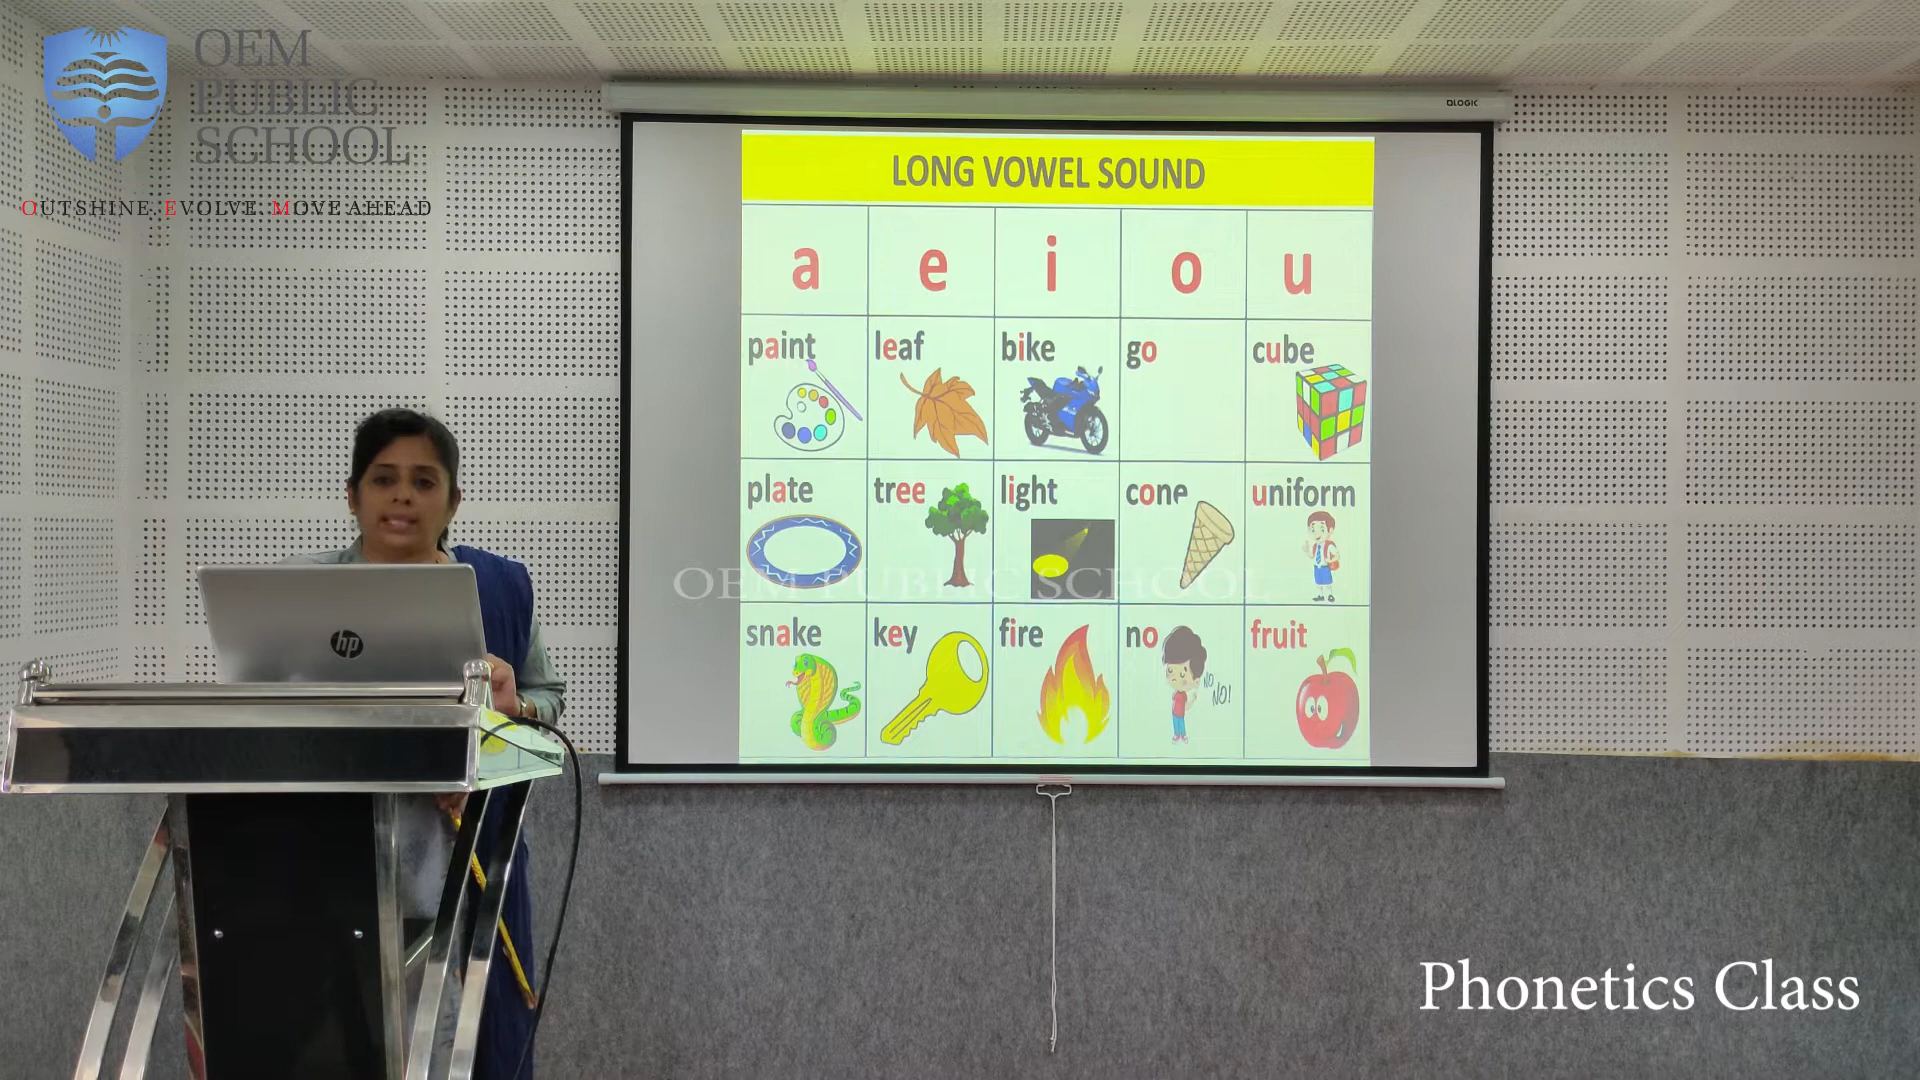 OEM
PUBLIC
SCHOOL
OUTSHINE. EVOLVE. MOVE AHEAD
QLOGIC
LONG VOWEL SOUND
a e i o u
paint leaf bike go cube
plate tree light cone uniform
OEM PUBLIC SCHOOL
snake key fire no fruit
NO
NO!
hp
Phonetics Class